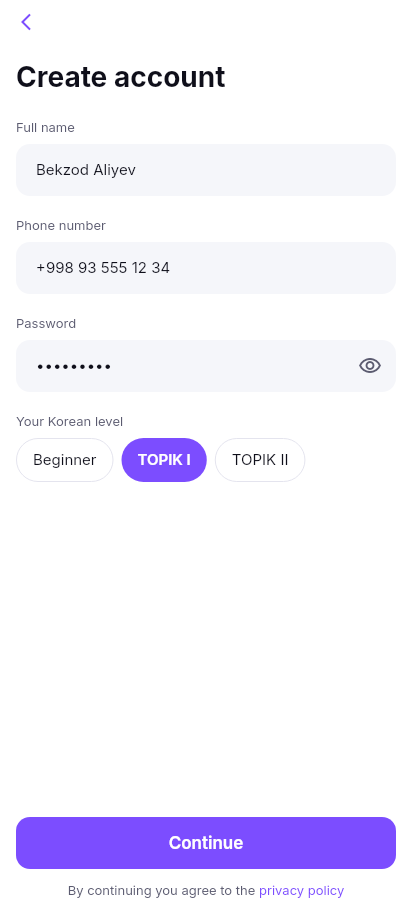 Create account
Full name
Bekzod Aliyev
Phone number
+998 93 555 12 34
Password
•••••••••
Your Korean level
Beginner TOPIK I TOPIK II
Continue
By continuing you agree to the privacy policy